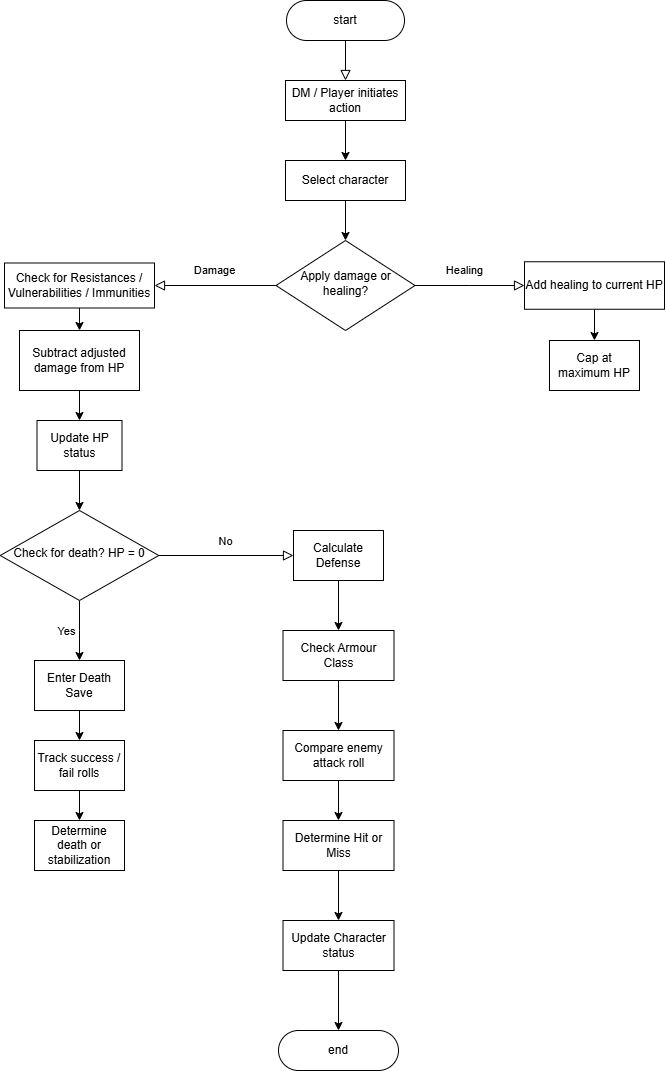 start
DM / Player initiates
action
Select character
Apply damage or
healing?
Damage
Healing
Check for Resistances /
Vulnerabilities / Immunities
Add healing to current HP
Subtract adjusted
damage from HP
Cap at
maximum HP
Update HP
status
Check for death? HP = 0
No
Yes
Calculate
Defense
Enter Death
Save
Check Armour
Class
Track success /
fail rolls
Compare enemy
attack roll
Determine
death or
stabilization
Determine Hit or
Miss
Update Character
status
end